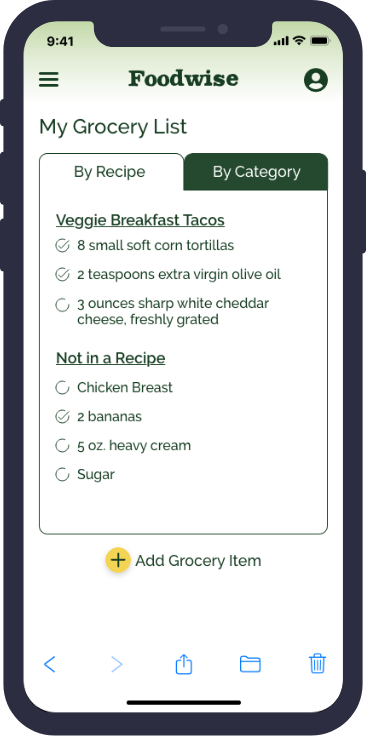 9:41
Foodwise
My Grocery List
By Recipe
By Category
Veggie Breakfast Tacos
8 small soft corn tortillas
2 teaspoons extra virgin olive oil
3 ounces sharp white cheddar
cheese, freshly grated
Not in a Recipe
Chicken Breast
2 bananas
5 oz. heavy cream
Sugar
Add Grocery Item